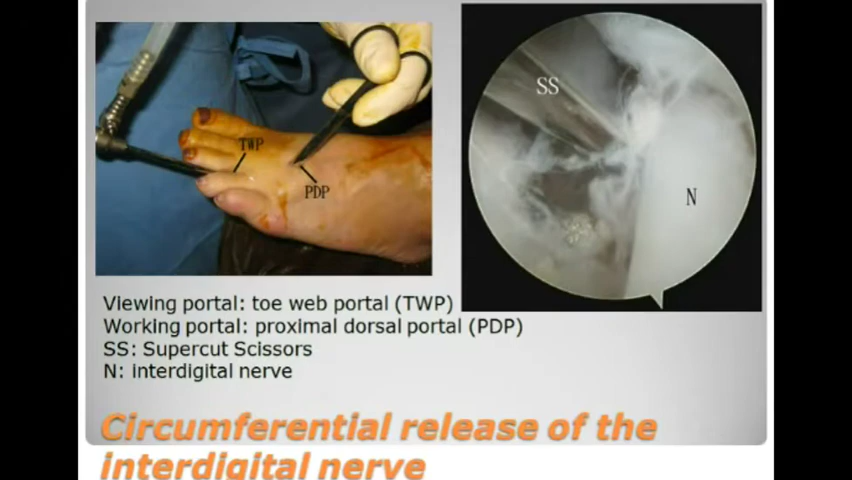 TWP
PDP
SS
N
Viewing portal: toe web portal (TWP)
Working portal: proximal dorsal portal (PDP)
SS: Supercut Scissors
N: interdigital nerve
Circumferential release of the
interdigital nerve